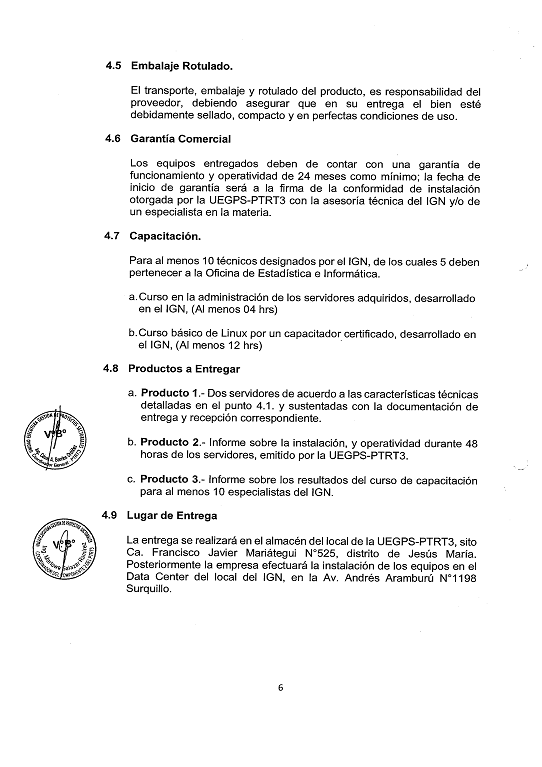 4.5 Embalaje Rotulado.
El transporte, embalaje y rotulado del producto, es responsabilidad del
proveedor, debiendo asegurar que en su entrega el bien esté
debidamente sellado, compacto y en perfectas condiciones de uso.
4.6 Garantía Comercial
Los equipos entregados deben de contar con una garantía de
funcionamiento y operatividad de 24 meses como mínimo; la fecha de
inicio de garantía será a la firma de la conformidad de instalación
otorgada por la UEGPS-PTRT3 con la asesoría técnica del IGN y/o de
un especialista en la materia.
4.7 Capacitación.
Para al menos 10 técnicos designados por el IGN, de los cuales 5 deben
pertenecer a la Oficina de Estadística e Informática.
a. Curso en la administración de los servidores adquiridos, desarrollado
en el IGN, (Al menos 04 hrs)
b. Curso básico de Linux por un capacitador certificado, desarrollado en
el IGN, (Al menos 12 hrs)
4.8 Productos a Entregar
a. Producto 1.- Dos servidores de acuerdo a las características técnicas
detalladas en el punto 4.1. y sustentadas con la documentación de
entrega y recepción correspondiente.
b. Producto 2.- Informe sobre la instalación, y operatividad durante 48
horas de los servidores, emitido por la UEGPS-PTRT3.
c. Producto 3.- Informe sobre los resultados del curso de capacitación
para al menos 10 especialistas del IGN.
V°B°
4.9 Lugar de Entrega
La entrega se realizará en el almacén del local de la UEGPS-PTRT3, sito
Ca. Francisco Javier Mariátegui N°525, distrito de Jesús María.
Posteriormente la empresa efectuará la instalación de los equipos en el
Data Center del local del IGN, en la Av. Andrés Aramburú N°1198
Surquillo.
V°B°
6